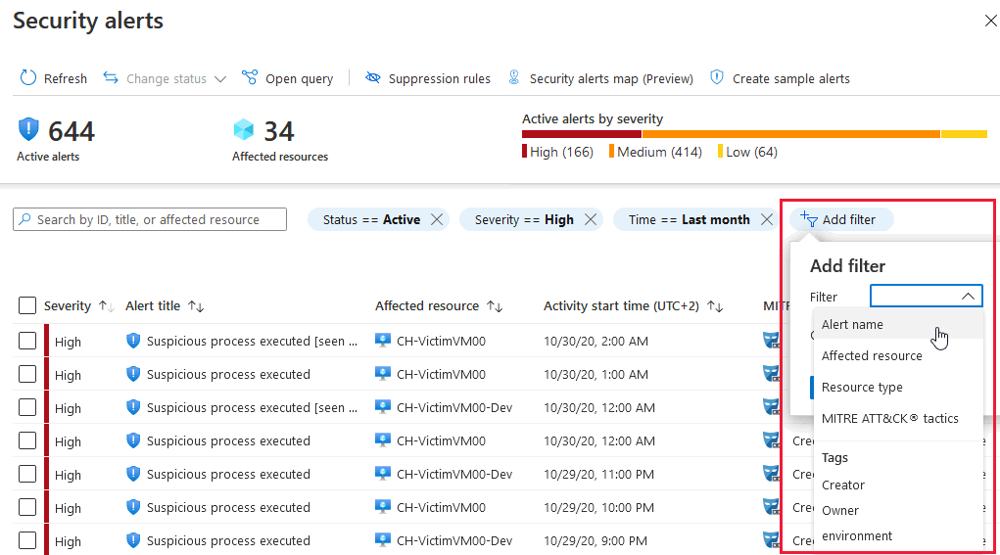 Security alerts
Refresh Change status Open query Suppression rules Security alerts map (Preview) Create sample alerts
644
Active alerts
34
Affected resources
Active alerts by severity
High (166) Medium (414) Low (64)
Search by ID, title, or affected resource
Status == Active Severity == High Time == Last month Add filter
Add filter
Filter
Alert name
Affected resource
Resource type
MITRE ATT&CK® tactics
Tags
Creator
Owner
environment
Severity Alert title Affected resource Activity start time (UTC+2)
High Suspicious process executed [seen ... CH-VictimVM00 10/30/20, 2:00 AM
High Suspicious process executed CH-VictimVM00 10/30/20, 1:00 AM
High Suspicious process executed [seen ... CH-VictimVM00-Dev 10/30/20, 12:00 AM
High Suspicious process executed CH-VictimVM00 10/30/20, 12:00 AM
High Suspicious process executed CH-VictimVM00-Dev 10/29/20, 11:00 PM
High Suspicious process executed CH-VictimVM00 10/29/20, 10:00 PM
High Suspicious process executed CH-VictimVM00-Dev 10/29/20, 9:00 PM